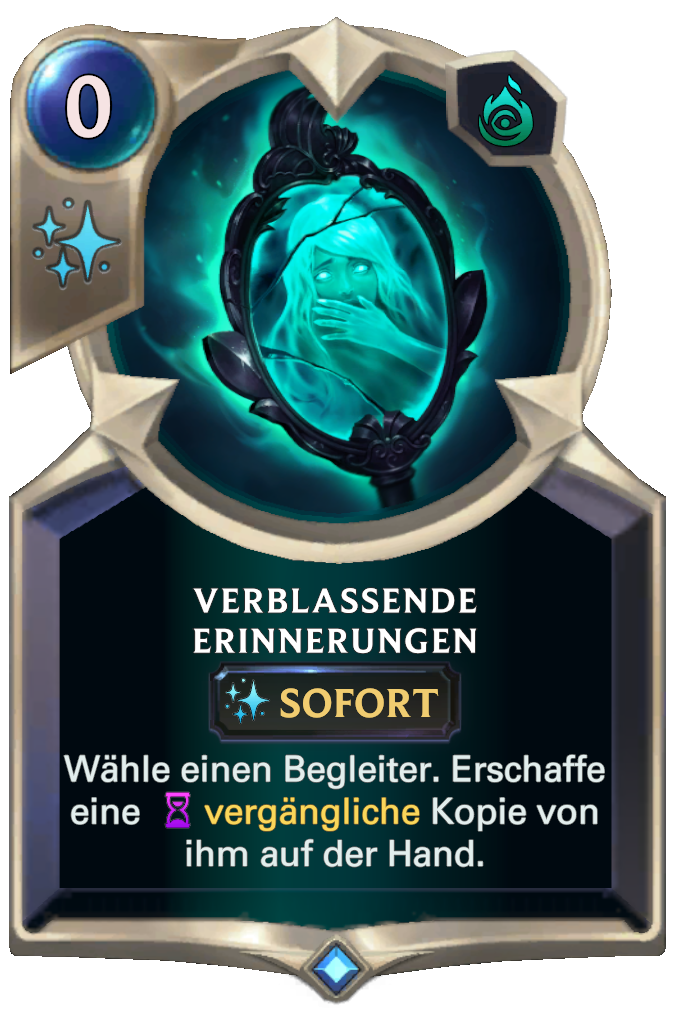 0
VERBLASSENDE
ERINNERUNGEN
SOFORT
Wähle einen Begleiter. Erschaffe
eine vergängliche Kopie von
ihm auf der Hand.